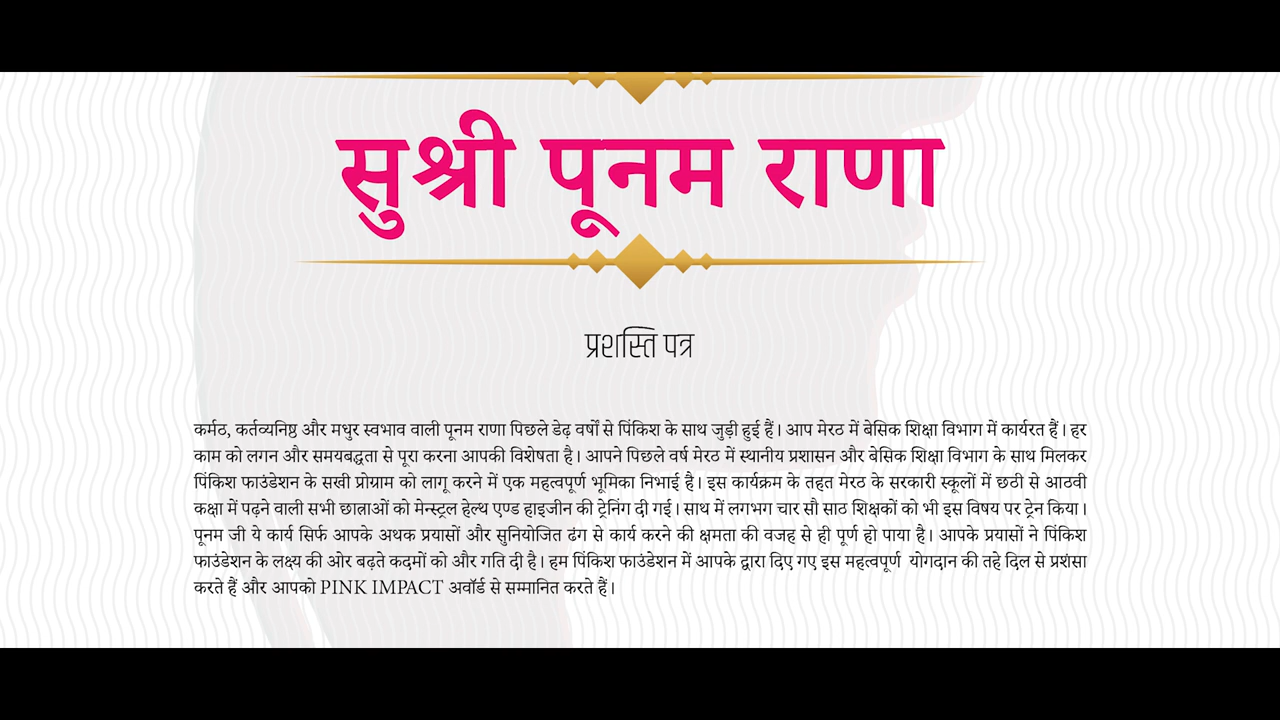 सुश्री पूनम राणा
प्रशस्ति पत्र
कर्मठ, कर्तव्यनिष्ठ और मधुर स्वभाव वाली पूनम राणा पिछले डेढ़ वर्षों से पिंकिश के साथ जुड़ी हुई हैं। आप मेरठ में बेसिक शिक्षा विभाग में कार्यरत हैं। हर
काम को लगन और समयबद्धता से पूरा करना आपकी विशेषता है। आपने पिछले वर्ष मेरठ में स्थानीय प्रशासन और बेसिक शिक्षा विभाग के साथ मिलकर
पिंकिश फाउंडेशन के सखी प्रोग्राम को लागू करने में एक महत्वपूर्ण भूमिका निभाई है। इस कार्यक्रम के तहत मेरठ के सरकारी स्कूलों में छठी से आठवी
कक्षा में पढ़ने वाली सभी छात्राओं को मेन्स्ट्रल हेल्थ एण्ड हाइजीन की ट्रेनिंग दी गई। साथ में लगभग चार सौ साठ शिक्षकों को भी इस विषय पर ट्रेन किया।
पूनम जी ये कार्य सिर्फ आपके अथक प्रयासों और सुनियोजित ढंग से कार्य करने की क्षमता की वजह से ही पूर्ण हो पाया है। आपके प्रयासों ने पिंकिश
फाउंडेशन के लक्ष्य की ओर बढ़ते कदमों को और गति दी है। हम पिंकिश फाउंडेशन में आपके द्वारा दिए गए इस महत्वपूर्ण योगदान की तहे दिल से प्रशंसा
करते हैं और आपको PINK IMPACT अवॉर्ड से सम्मानित करते हैं।